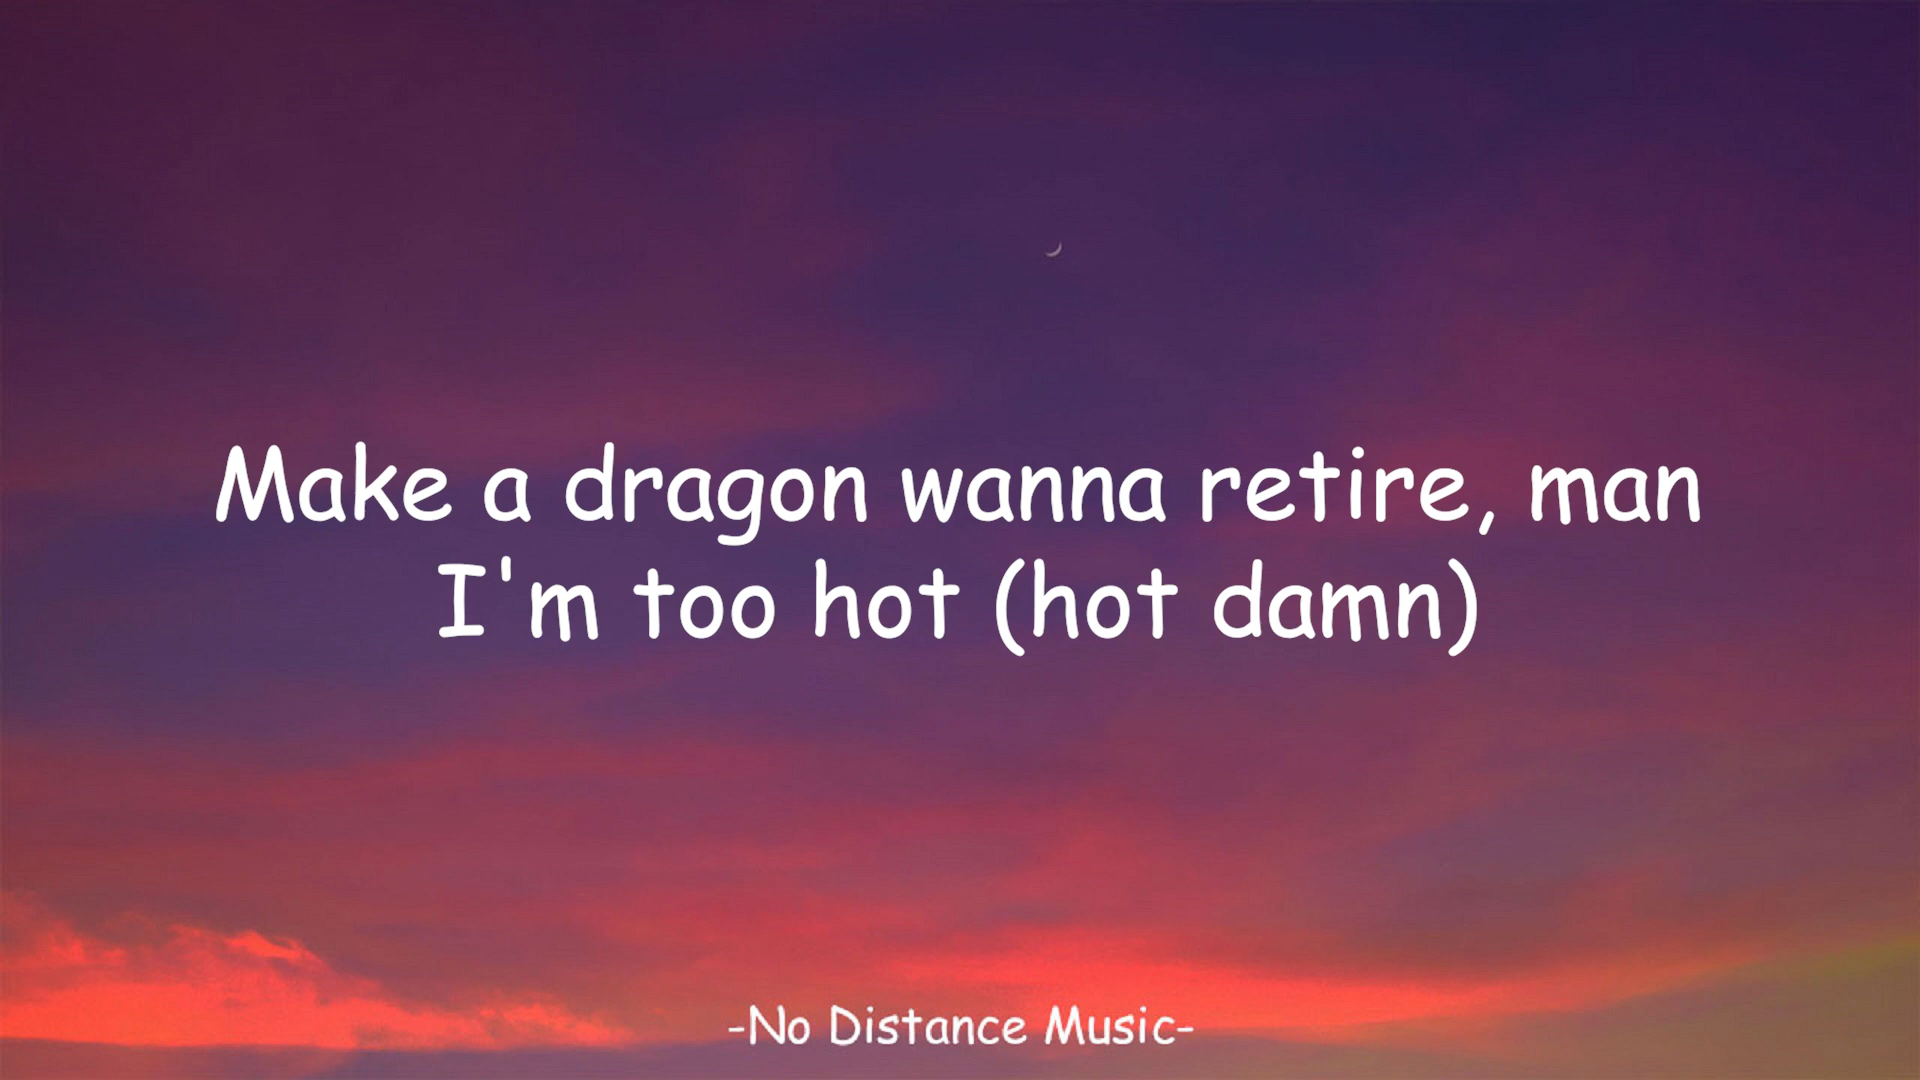 Make a dragon wanna retire, man
I'm too hot (hot damn)
-No Distance Music-